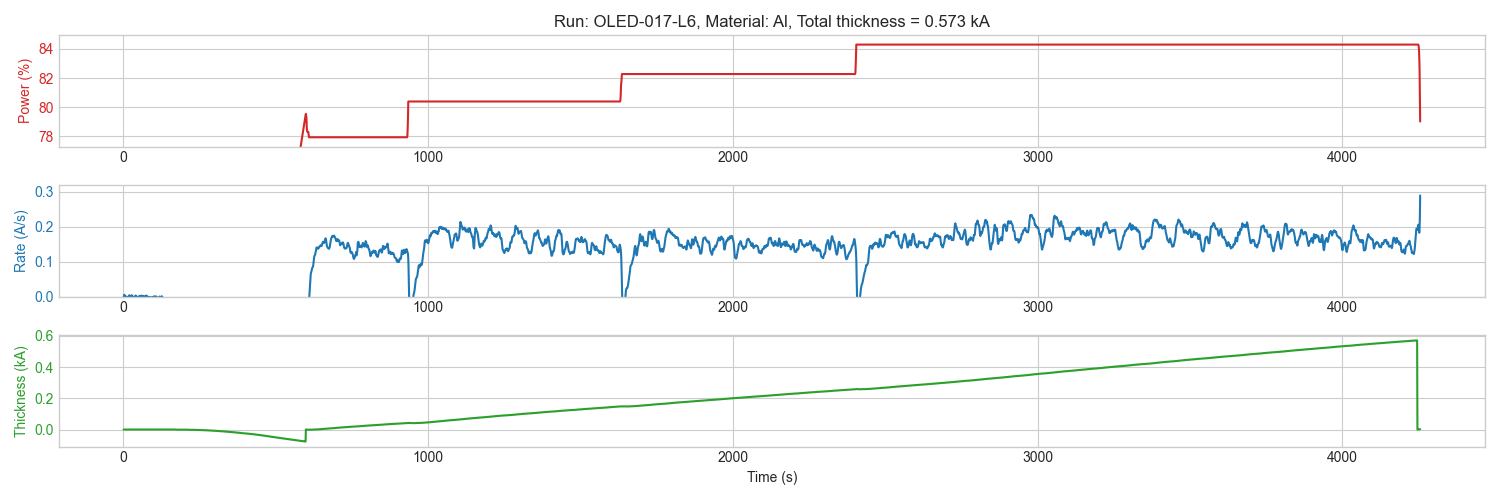 Run: OLED-017-L6, Material: Al, Total thickness = 0.573 kA
Power (%)
84
82
80
78
0 1000 2000 3000 4000
Rate (A/s)
0.3
0.2
0.1
0.0
0 1000 2000 3000 4000
Thickness (kA)
0.6
0.4
0.2
0.0
0 1000 2000 3000 4000
Time (s)